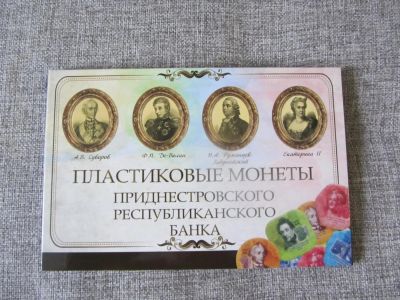 А.В. Суворов
Ф.П. Де-Волан
П.А. Румянцев
Задунайский
Екатерина II
ПЛАСТИКОВЫЕ МОНЕТЫ
ПРИДНЕСТРОВСКОГО
РЕСПУБЛИКАНСКОГО
БАНКА